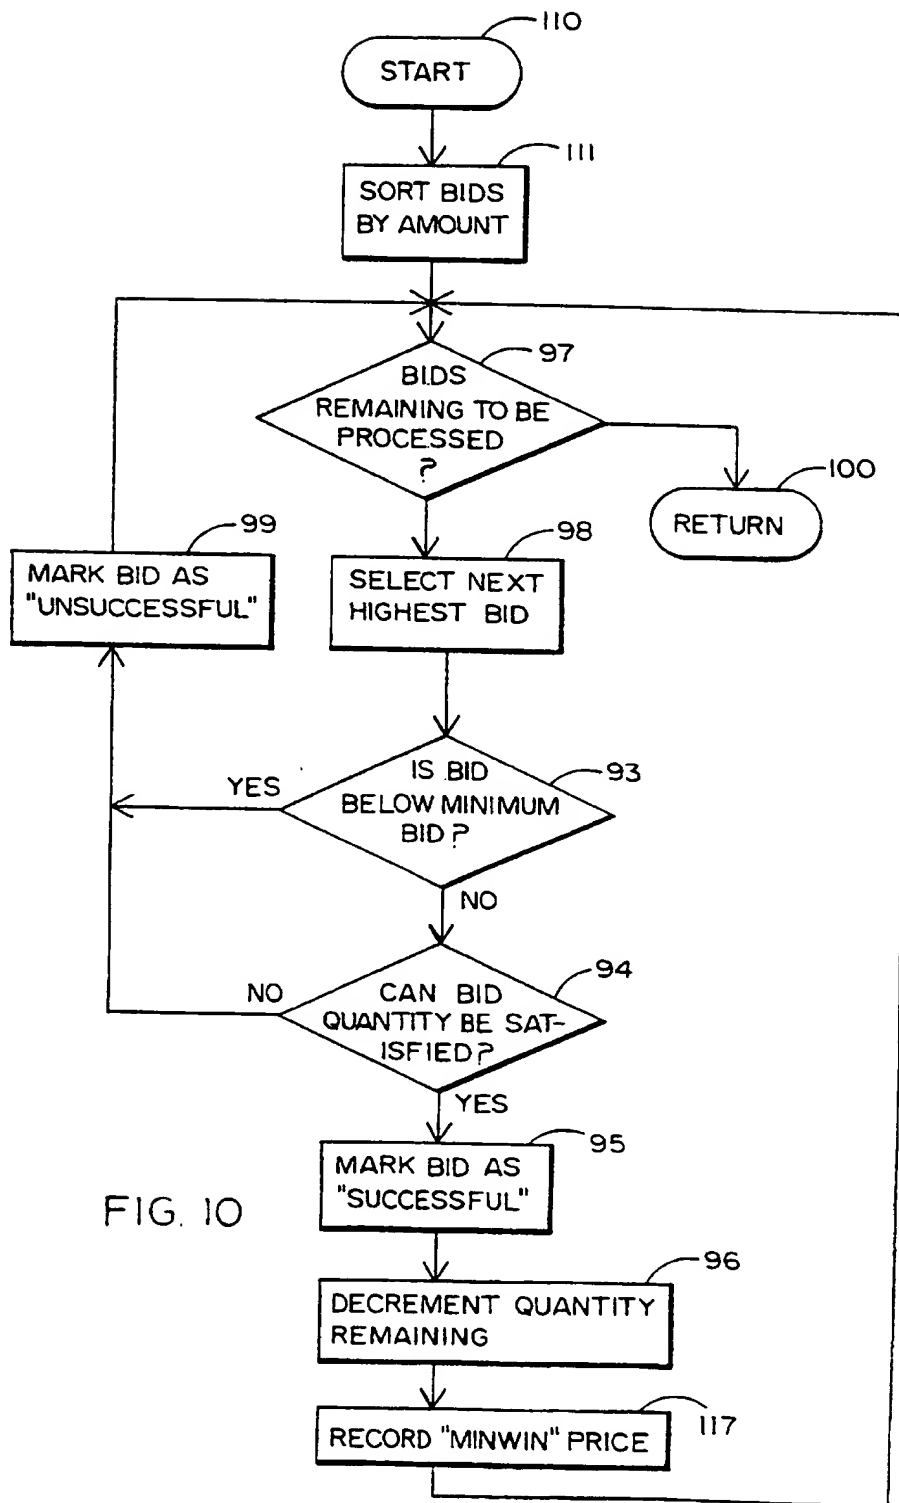 110
START
111
SORT BIDS
BY AMOUNT
97
BIDS
REMAINING TO BE
PROCESSED
?
100
RETURN
99
MARK BID AS
"UNSUCCESSFUL"
98
SELECT NEXT
HIGHEST BID
93
IS BID
BELOW MINIMUM
BID?
YES
NO
94
CAN BID
QUANTITY BE SAT-
ISFIED?
NO
YES
95
MARK BID AS
"SUCCESSFUL"
FIG. 10
96
DECREMENT QUANTITY
REMAINING
117
RECORD "MINWIN" PRICE